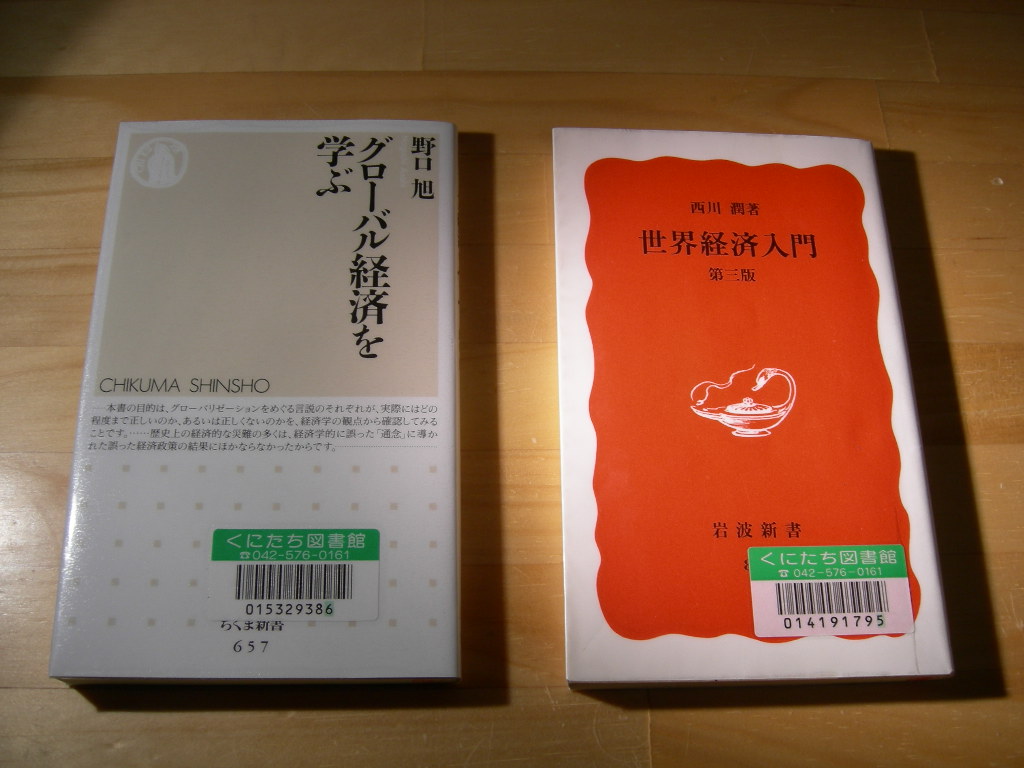 野口 旭
グローバル経済を
学ぶ
CHIKUMA SHINSHO
──本書の目的は、グローバリゼーションをめぐる言説のそれぞれが、実際にはどの
程度まで正しいのか、あるいは正しくないのかを、経済学の観点から確認してみる
ことです。……歴史上の経済的な災難の多くは、経済学的に誤った「通念」に導か
れた誤った経済政策の結果にほかならなかったからです。
くにたち図書館
☎042-576-0161
015329386
ちくま新書
657
西川 潤著
世界経済入門
第三版
岩波新書
くにたち図書館
☎ 042-576-0161
014191795